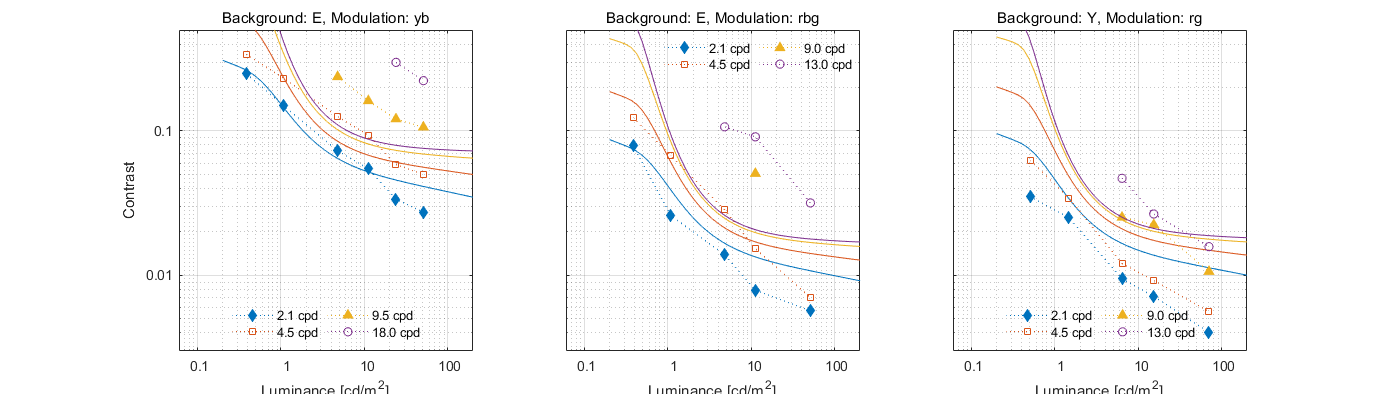 Background: E, Modulation: yb
Contrast
0.1
0.01
2.1 cpd
9.5 cpd
4.5 cpd
18.0 cpd
0.1
1
10
100
Luminance [cd/m²]
Background: E, Modulation: rbg
2.1 cpd
9.0 cpd
4.5 cpd
13.0 cpd
0.1
1
10
100
Luminance [cd/m²]
Background: Y, Modulation: rg
2.1 cpd
9.0 cpd
4.5 cpd
13.0 cpd
0.1
1
10
100
Luminance [cd/m²]